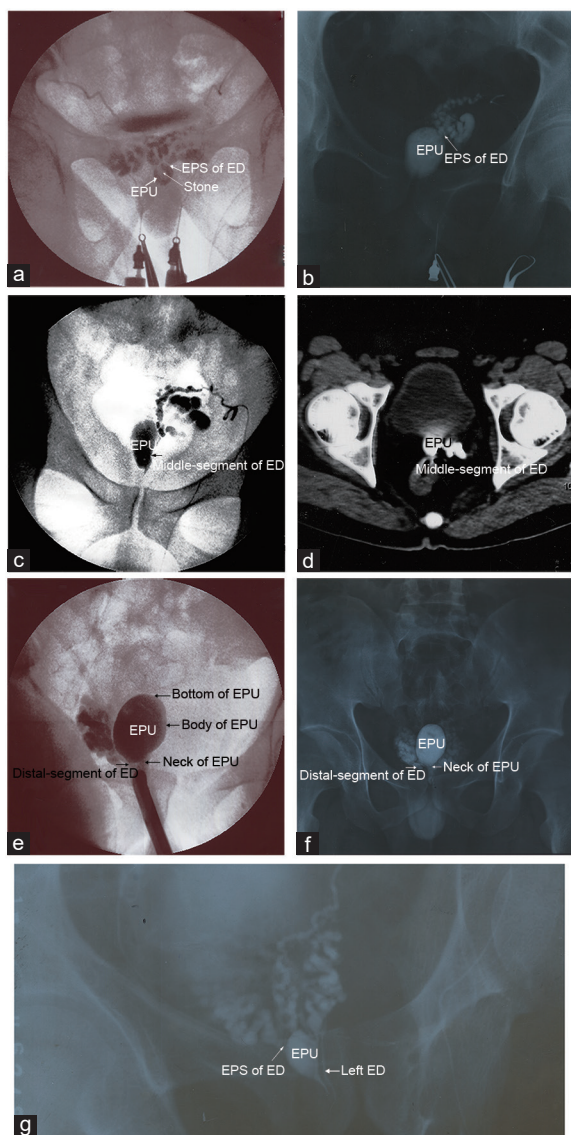 EPS of ED
EPU
Stone
a
EPU
EPS of ED
b
EPU
Middle-segment of ED
c
EPU
Middle-segment of ED
d
Bottom of EPU
EPU
Body of EPU
Distal-segment of ED
Neck of EPU
e
EPU
Distal-segment of ED
Neck of EPU
f
EPU
EPS of ED
Left ED
g